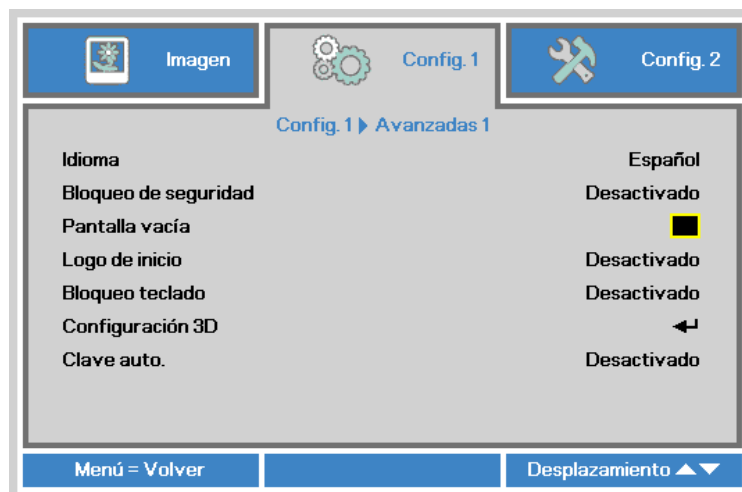 Imagen
Config. 1
Config. 2
Config. 1 ▶ Avanzadas 1
Idioma Español
Bloqueo de seguridad Desactivado
Pantalla vacía
Logo de inicio Desactivado
Bloqueo teclado Desactivado
Configuración 3D
Clave auto. Desactivado
Menú = Volver
Desplazamiento ▲▼